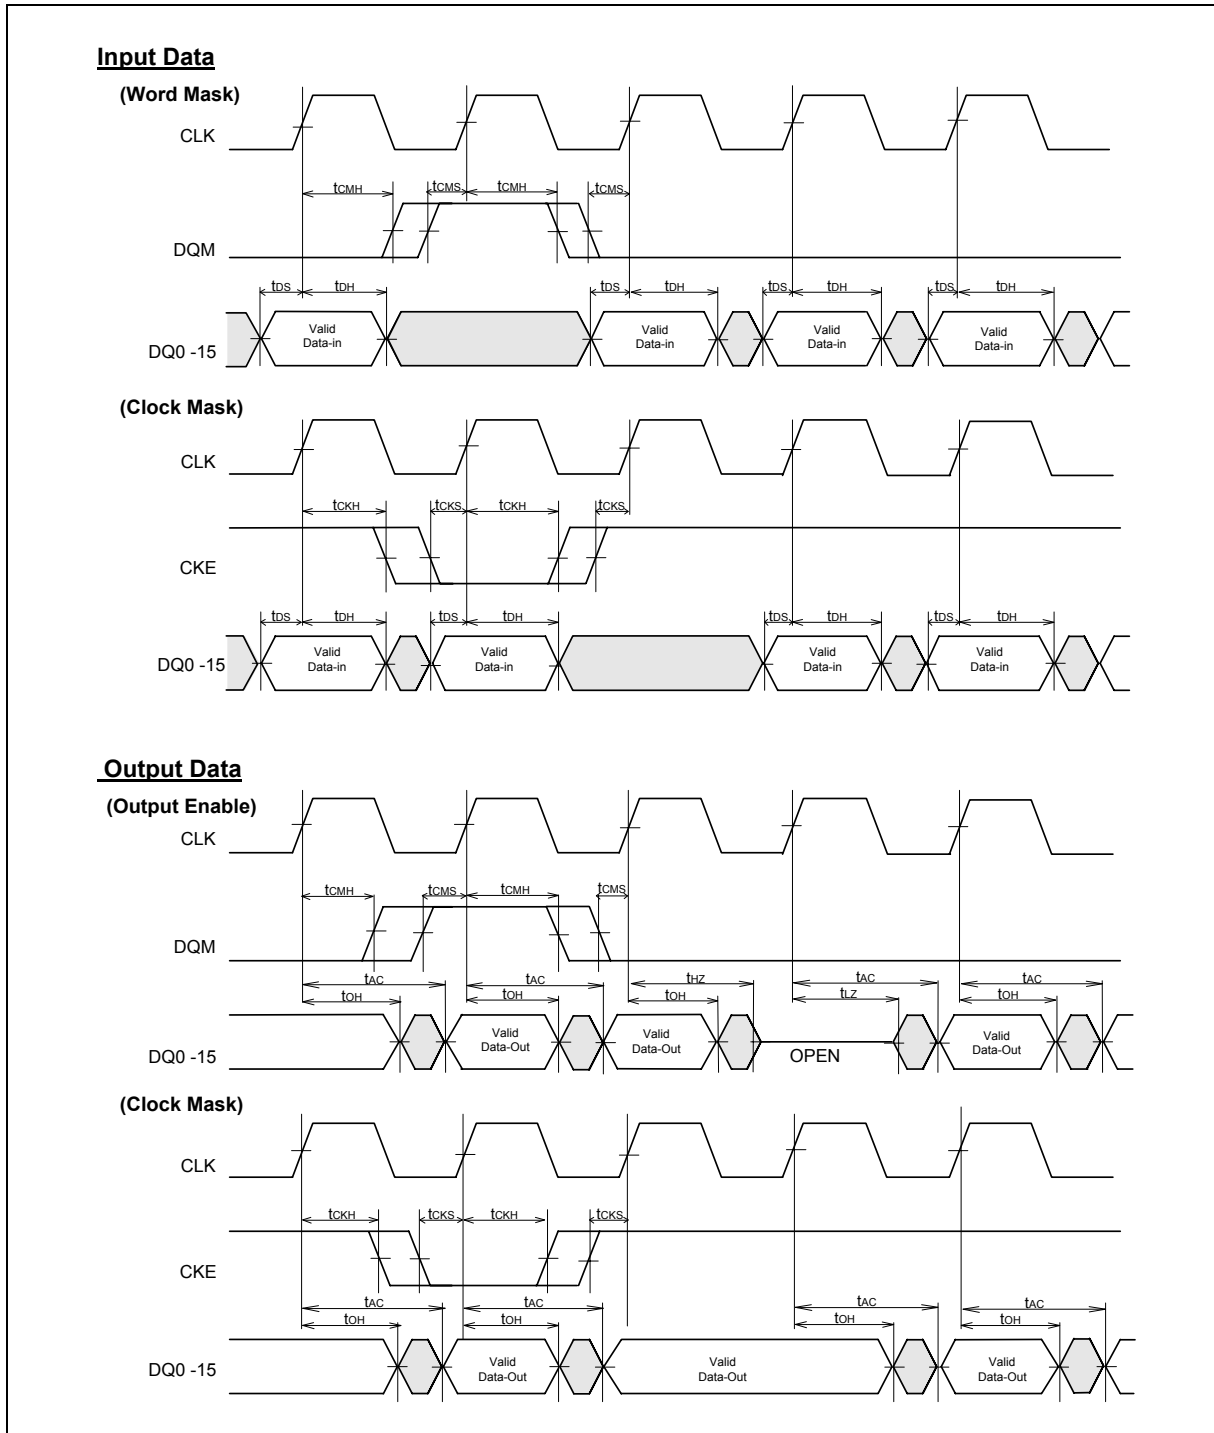 Input Data
(Word Mask)
CLK
tCMH tCMS tCMH tCMS
DQM
tDS tDH tDS tDH tDS tDH tDS tDH
DQ0 -15
Valid Data-in
Valid Data-in
Valid Data-in
Valid Data-in
(Clock Mask)
CLK
tCKH tCKS tCKH tCKS
CKE
tDS tDH tDS tDH tDS tDH tDS tDH
DQ0 -15
Valid Data-in
Valid Data-in
Valid Data-in
Valid Data-in
Output Data
(Output Enable)
CLK
tCMH tCMS tCMH tCMS
DQM
tAC tAC tHZ tAC tAC
tOH tOH tOH tLZ tOH
DQ0 -15
Valid Data-Out
Valid Data-Out
OPEN
Valid Data-Out
(Clock Mask)
CLK
tCKH tCKS tCKH tCKS
CKE
tAC tAC tAC tAC
tOH tOH tOH tOH
DQ0 -15
Valid Data-Out
Valid Data-Out
Valid Data-Out